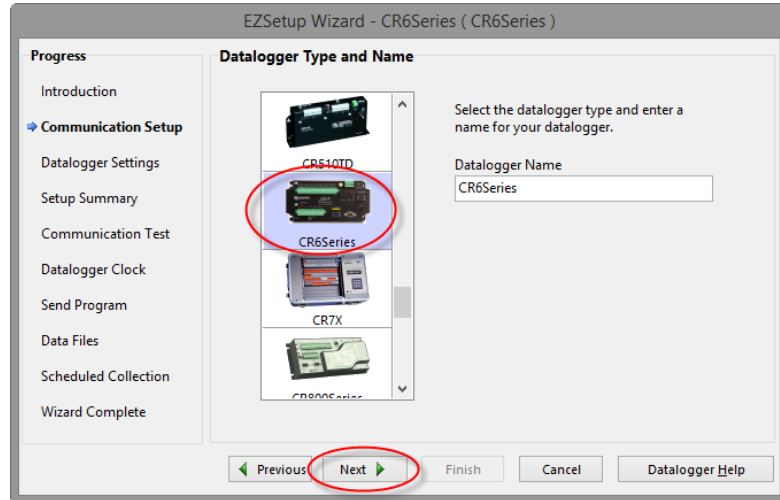 EZSetup Wizard - CR6Series ( CR6Series )
Progress
Introduction
Communication Setup
Datalogger Settings
Setup Summary
Communication Test
Datalogger Clock
Send Program
Data Files
Scheduled Collection
Wizard Complete
Datalogger Type and Name
CR510TD
CR6Series
CR7X
CR800Series
Select the datalogger type and enter a
name for your datalogger.
Datalogger Name
CR6Series
Previous
Next
Finish
Cancel
Datalogger Help